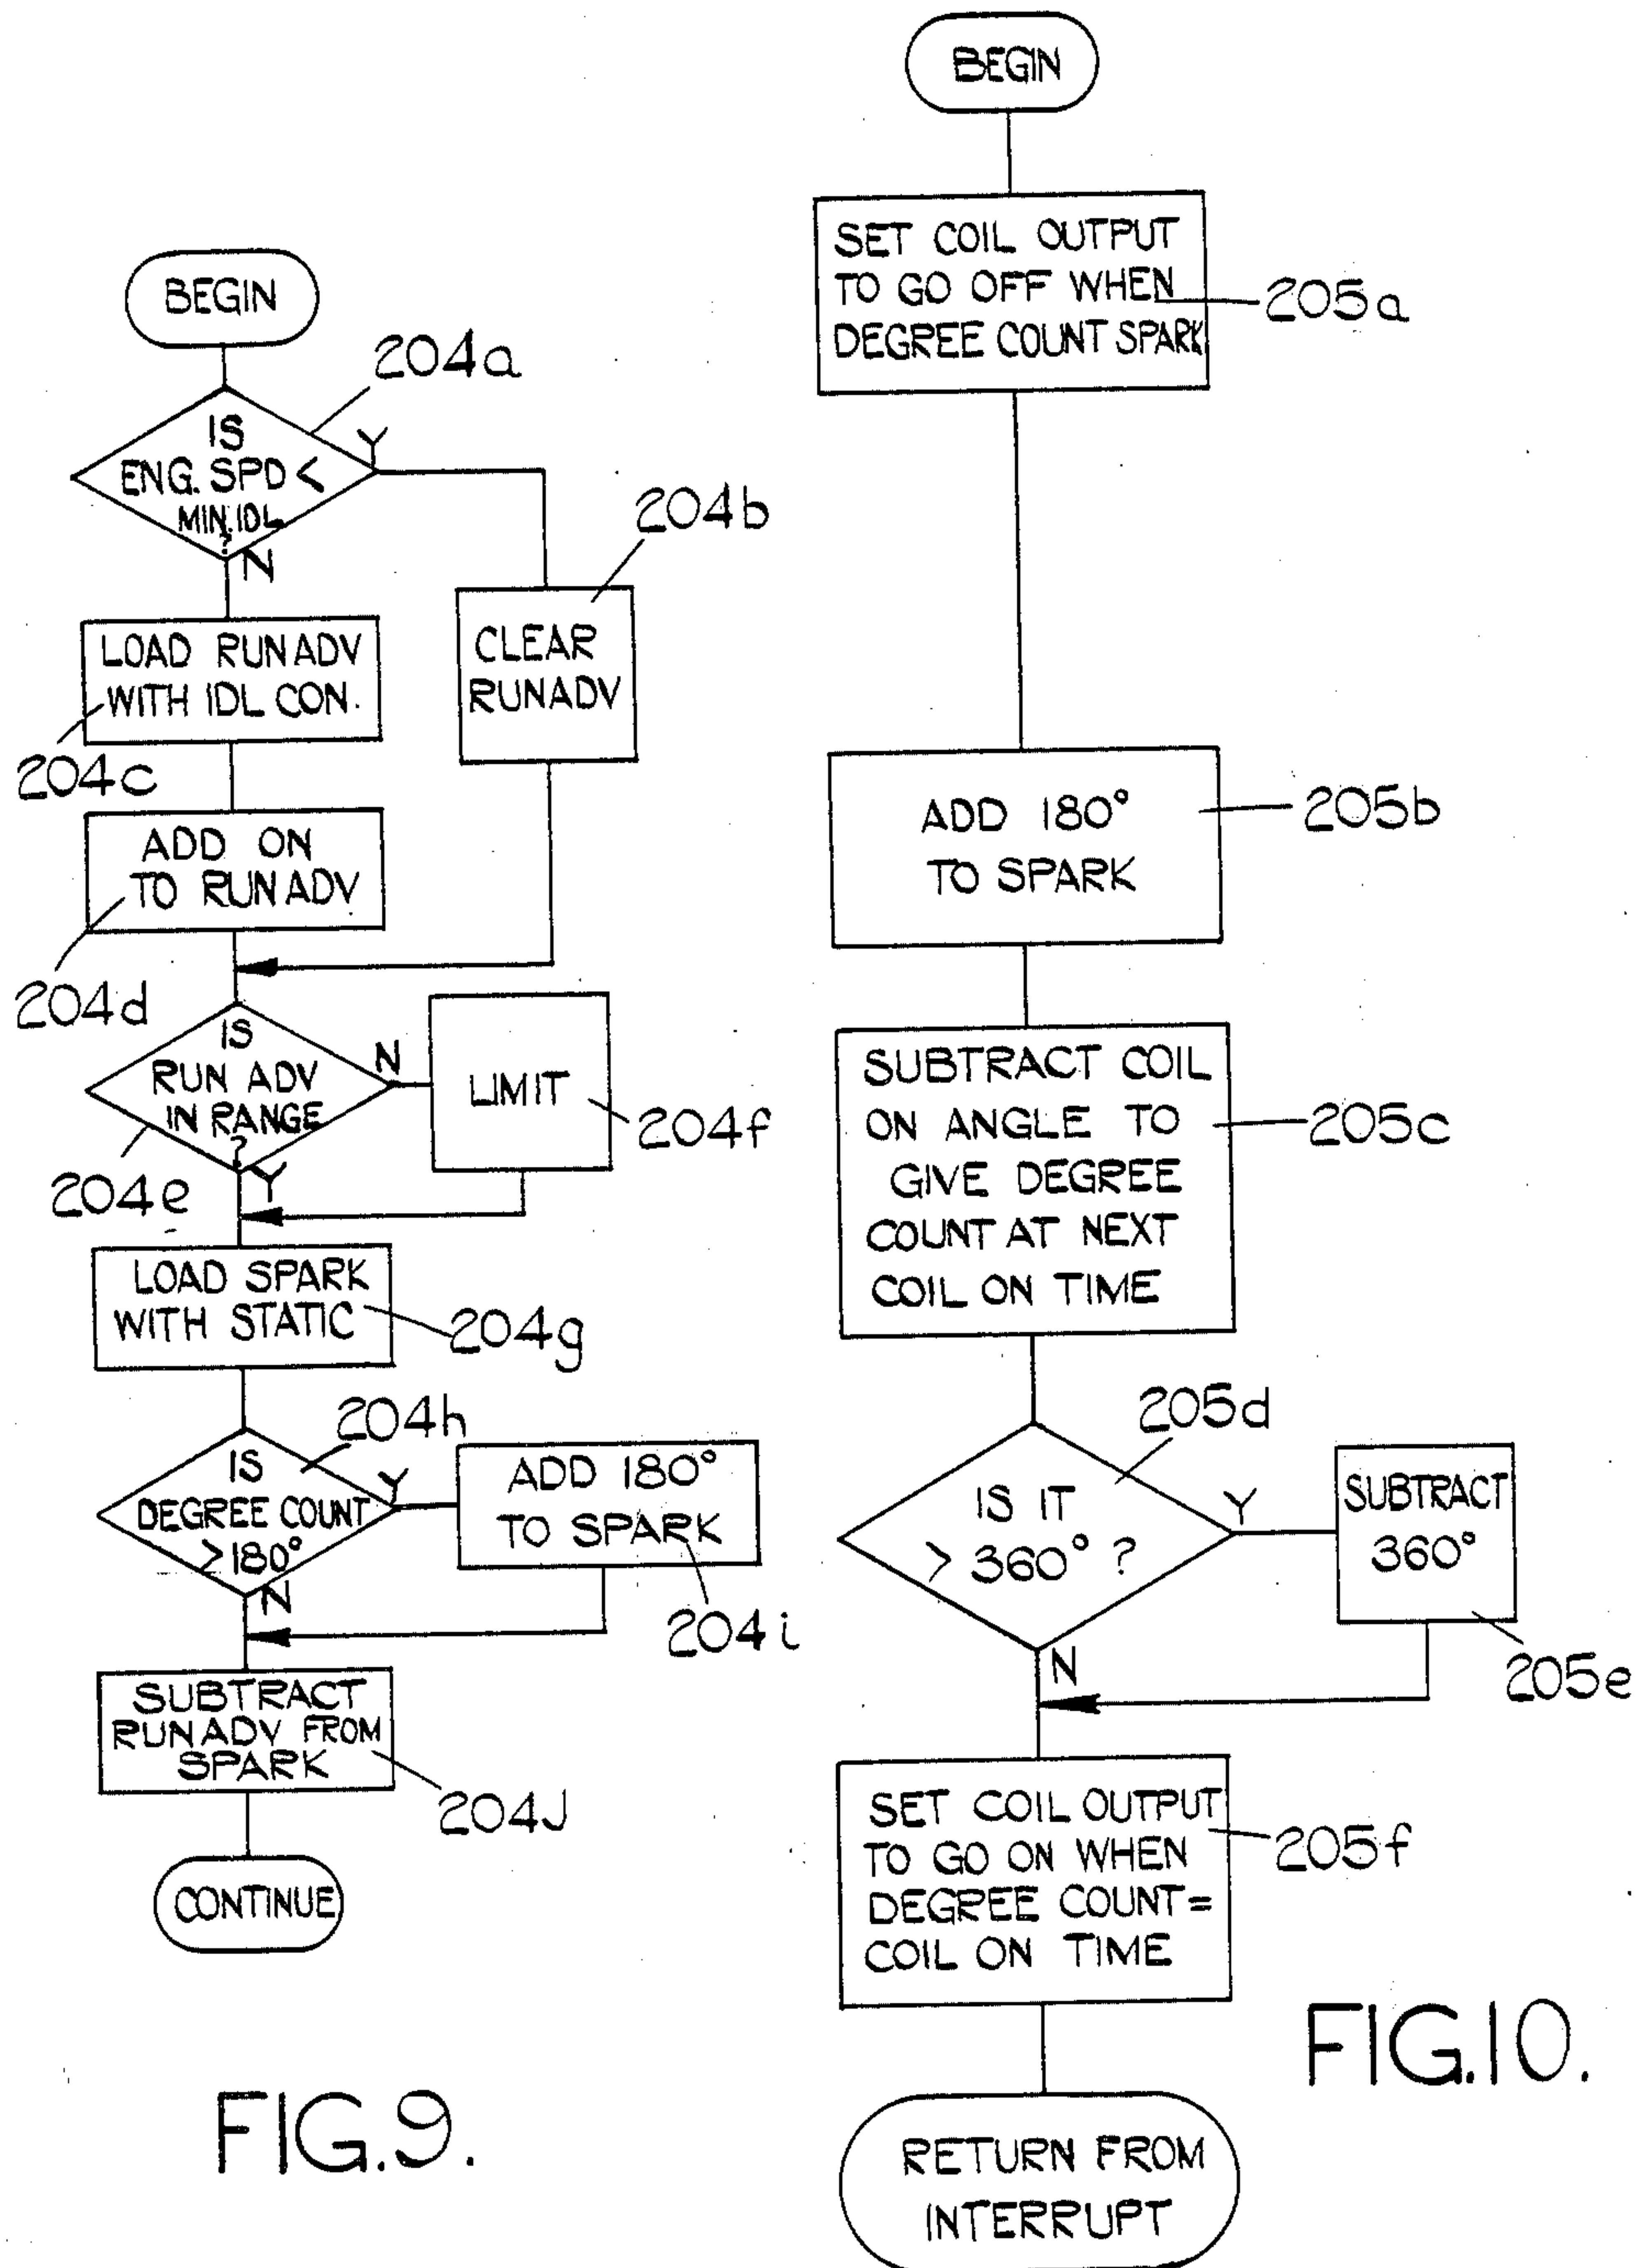 BEGIN
204a
IS
ENG. SPD <
MIN. IDL
?
Y
N
204b
CLEAR
RUNADV
LOAD RUNADV
WITH IDL CON.
204c
ADD ON
TO RUNADV
204d
IS
RUN ADV
IN RANGE
?
N
Y
204e
LIMIT
204f
LOAD SPARK
WITH STATIC
204g
204h
IS
DEGREE COUNT
>180°
Y
N
ADD 180°
TO SPARK
204i
SUBTRACT
RUNADV FROM
SPARK
204J
CONTINUE
FIG.9.
BEGIN
SET COIL OUTPUT
TO GO OFF WHEN
DEGREE COUNT SPARK
205a
ADD 180°
TO SPARK
205b
SUBTRACT COIL
ON ANGLE TO
GIVE DEGREE
COUNT AT NEXT
COIL ON TIME
205c
205d
IS IT
> 360° ?
Y
N
SUBTRACT
360°
205e
SET COIL OUTPUT
TO GO ON WHEN
DEGREE COUNT=
COIL ON TIME
205f
RETURN FROM
INTERRUPT
FIG.10.